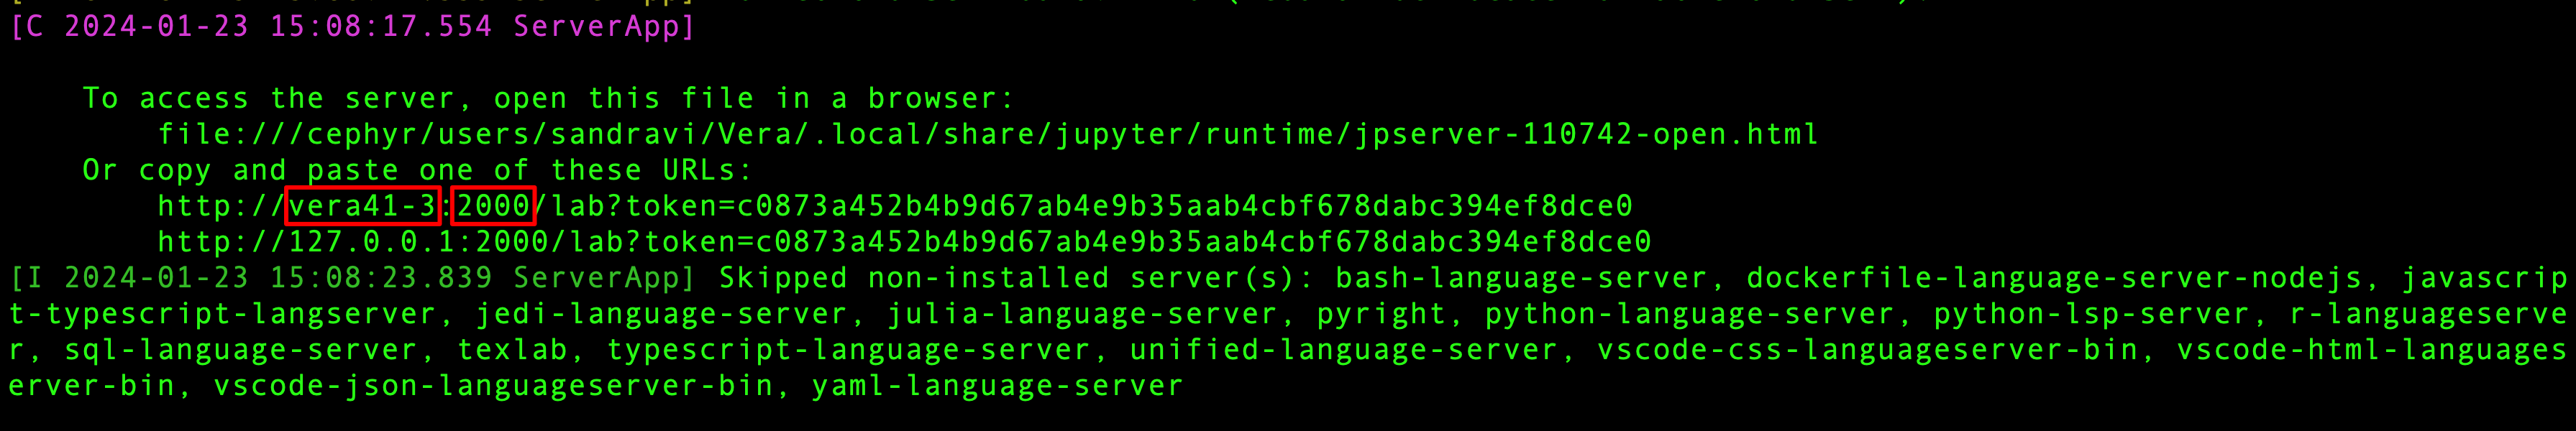 [C 2024-01-23 15:08:17.554 ServerApp]
To access the server, open this file in a browser:
file:///cephyr/users/sandravi/Vera/.local/share/jupyter/runtime/jpserver-110742-open.html
Or copy and paste one of these URLs:
http://vera41-3:2000/lab?token=c0873a452b4b9d67ab4e9b35aab4cbf678dabc394ef8dce0
http://127.0.0.1:2000/lab?token=c0873a452b4b9d67ab4e9b35aab4cbf678dabc394ef8dce0
[I 2024-01-23 15:08:23.839 ServerApp] Skipped non-installed server(s): bash-language-server, dockerfile-language-server-nodejs, javascrip
t-typescript-langserver, jedi-language-server, julia-language-server, pyright, python-language-server, python-lsp-server, r-languageserve
r, sql-language-server, texlab, typescript-language-server, unified-language-server, vscode-css-languageserver-bin, vscode-html-languages
erver-bin, vscode-json-languageserver-bin, yaml-language-server